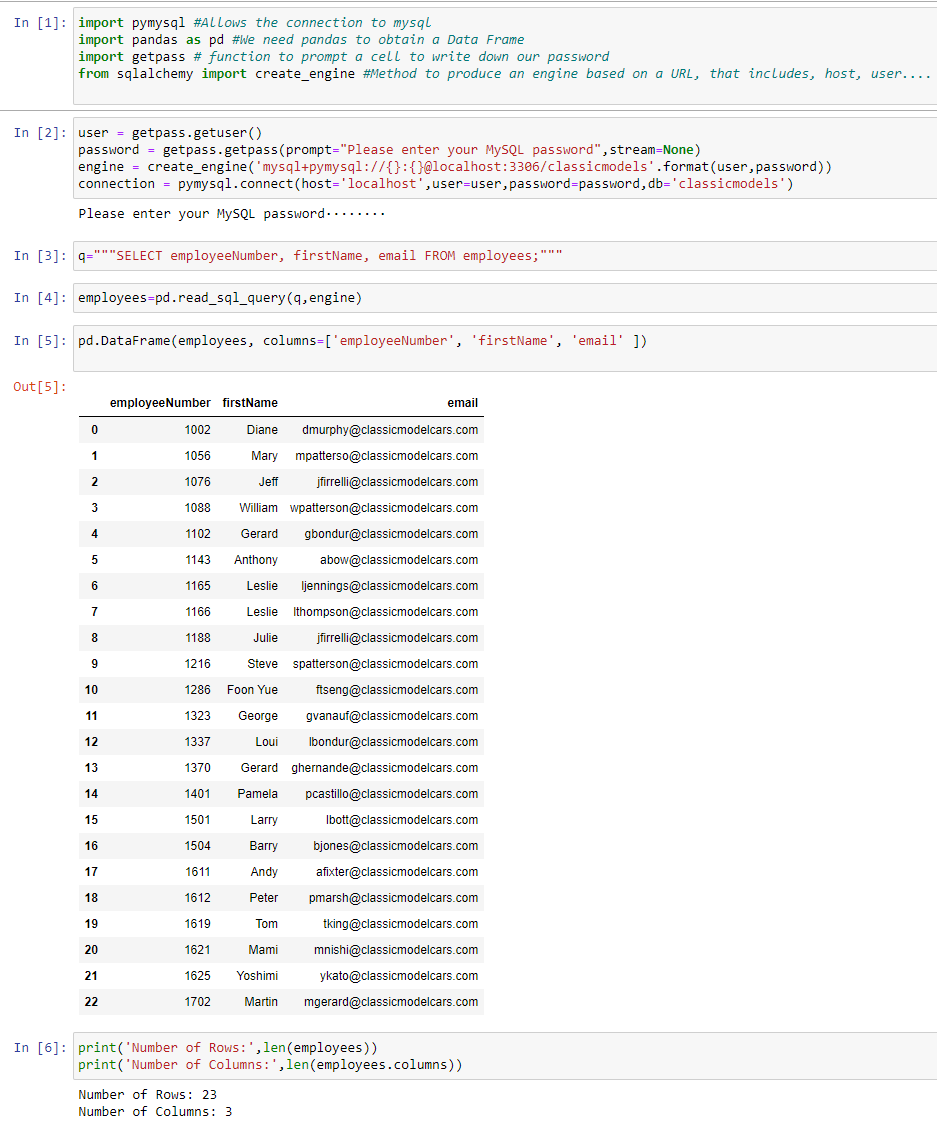 In [1]: import pymysql #Allows the connection to mysql
import pandas as pd #We need pandas to obtain a Data Frame
import getpass # function to prompt a cell to write down our password
from sqlalchemy import create_engine #Method to produce an engine based on a URL, that includes, host, user....
In [2]: user = getpass.getuser()
password = getpass.getpass(prompt="Please enter your MySQL password",stream=None)
engine = create_engine('mysql+pymysql://{}:{}@localhost:3306/classicmodels'.format(user,password))
connection = pymysql.connect(host='localhost',user=user,password=password,db='classicmodels')
Please enter your MySQL password········
In [3]: q="""SELECT employeeNumber, firstName, email FROM employees;"""
In [4]: employees=pd.read_sql_query(q,engine)
In [5]: pd.DataFrame(employees, columns=['employeeNumber', 'firstName', 'email' ])
Out[5]:
employeeNumber firstName email
0 1002 Diane dmurphy@classicmodelcars.com
1 1056 Mary mpatterso@classicmodelcars.com
2 1076 Jeff jfirrelli@classicmodelcars.com
3 1088 William wpatterson@classicmodelcars.com
4 1102 Gerard gbondur@classicmodelcars.com
5 1143 Anthony abow@classicmodelcars.com
6 1165 Leslie ljennings@classicmodelcars.com
7 1166 Leslie lthompson@classicmodelcars.com
8 1188 Julie jfirrelli@classicmodelcars.com
9 1216 Steve spatterson@classicmodelcars.com
10 1286 Foon Yue ftseng@classicmodelcars.com
11 1323 George gvanauf@classicmodelcars.com
12 1337 Loui lbondur@classicmodelcars.com
13 1370 Gerard ghernande@classicmodelcars.com
14 1401 Pamela pcastillo@classicmodelcars.com
15 1501 Larry lbott@classicmodelcars.com
16 1504 Barry bjones@classicmodelcars.com
17 1611 Andy afixter@classicmodelcars.com
18 1612 Peter pmarsh@classicmodelcars.com
19 1619 Tom tking@classicmodelcars.com
20 1621 Mami mnishi@classicmodelcars.com
21 1625 Yoshimi ykato@classicmodelcars.com
22 1702 Martin mgerard@classicmodelcars.com
In [6]: print('Number of Rows:',len(employees))
print('Number of Columns:',len(employees.columns))
Number of Rows: 23
Number of Columns: 3